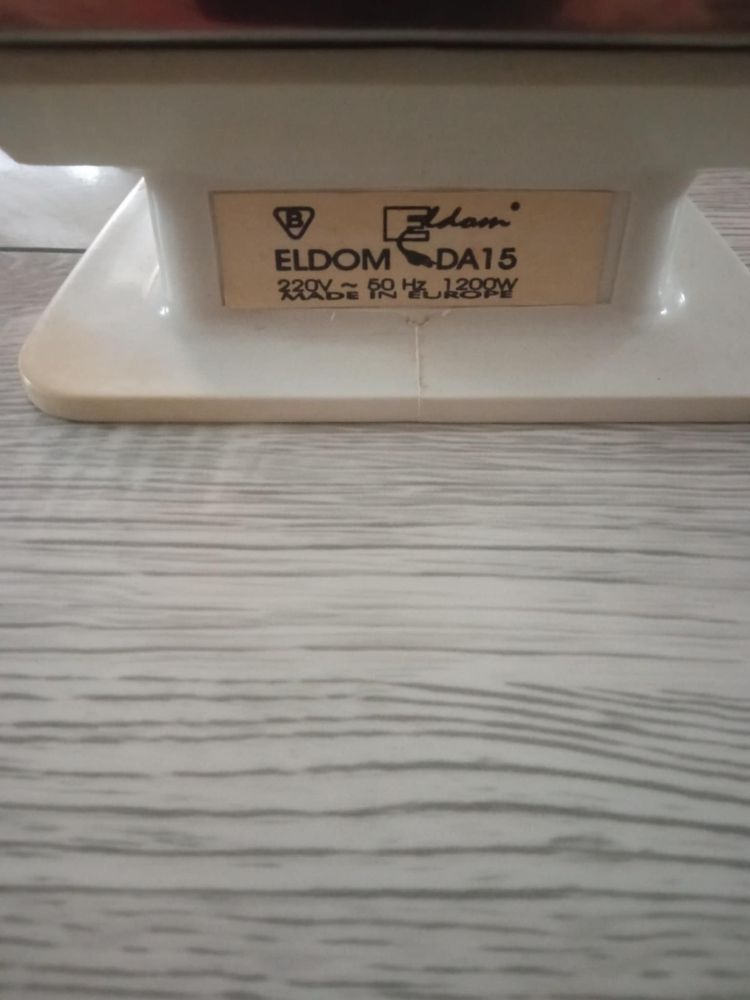 B Eldom®
ELDOM DA15
220V ~ 50 Hz 1200W
MADE IN EUROPE